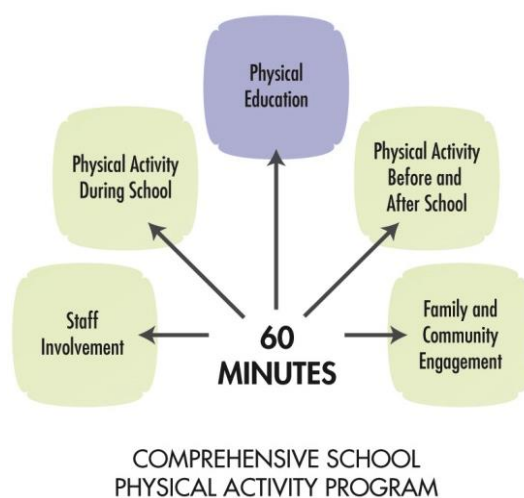 Physical
Education
Physical Activity
During School
Physical Activity
Before and
After School
Staff
Involvement
60
MINUTES
Family and
Community
Engagement
COMPREHENSIVE SCHOOL
PHYSICAL ACTIVITY PROGRAM